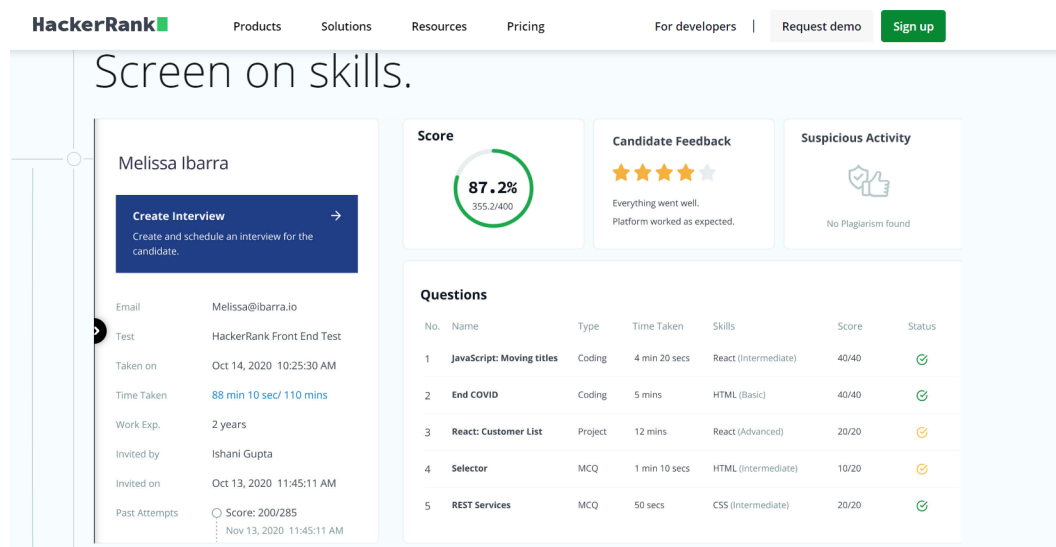 HackerRank
Products Solutions Resources Pricing For developers | Request demo Sign up
Screen on skills.
Melissa Ibarra
Create Interview →
Create and schedule an interview for the
candidate.
Email Melissa@ibarra.io
Test HackerRank Front End Test
Taken on Oct 14, 2020 10:25:30 AM
Time Taken 88 min 10 sec/ 110 mins
Work Exp. 2 years
Invited by Ishani Gupta
Invited on Oct 13, 2020 11:45:11 AM
Past Attempts Score: 200/285
Nov 13, 2020 11:45:11 AM
Score
87.2%
355.2/400
Candidate Feedback
Everything went well.
Platform worked as expected.
Suspicious Activity
No Plagiarism found
Questions
No. Name Type Time Taken Skills Score Status
1 JavaScript: Moving titles Coding 4 min 20 secs React (Intermediate) 40/40
2 End COVID Coding 5 mins HTML (Basic) 40/40
3 React: Customer List Project 12 mins React (Advanced) 20/20
4 Selector MCQ 1 min 10 secs HTML (Intermediate) 10/20
5 REST Services MCQ 50 secs CSS (Intermediate) 20/20